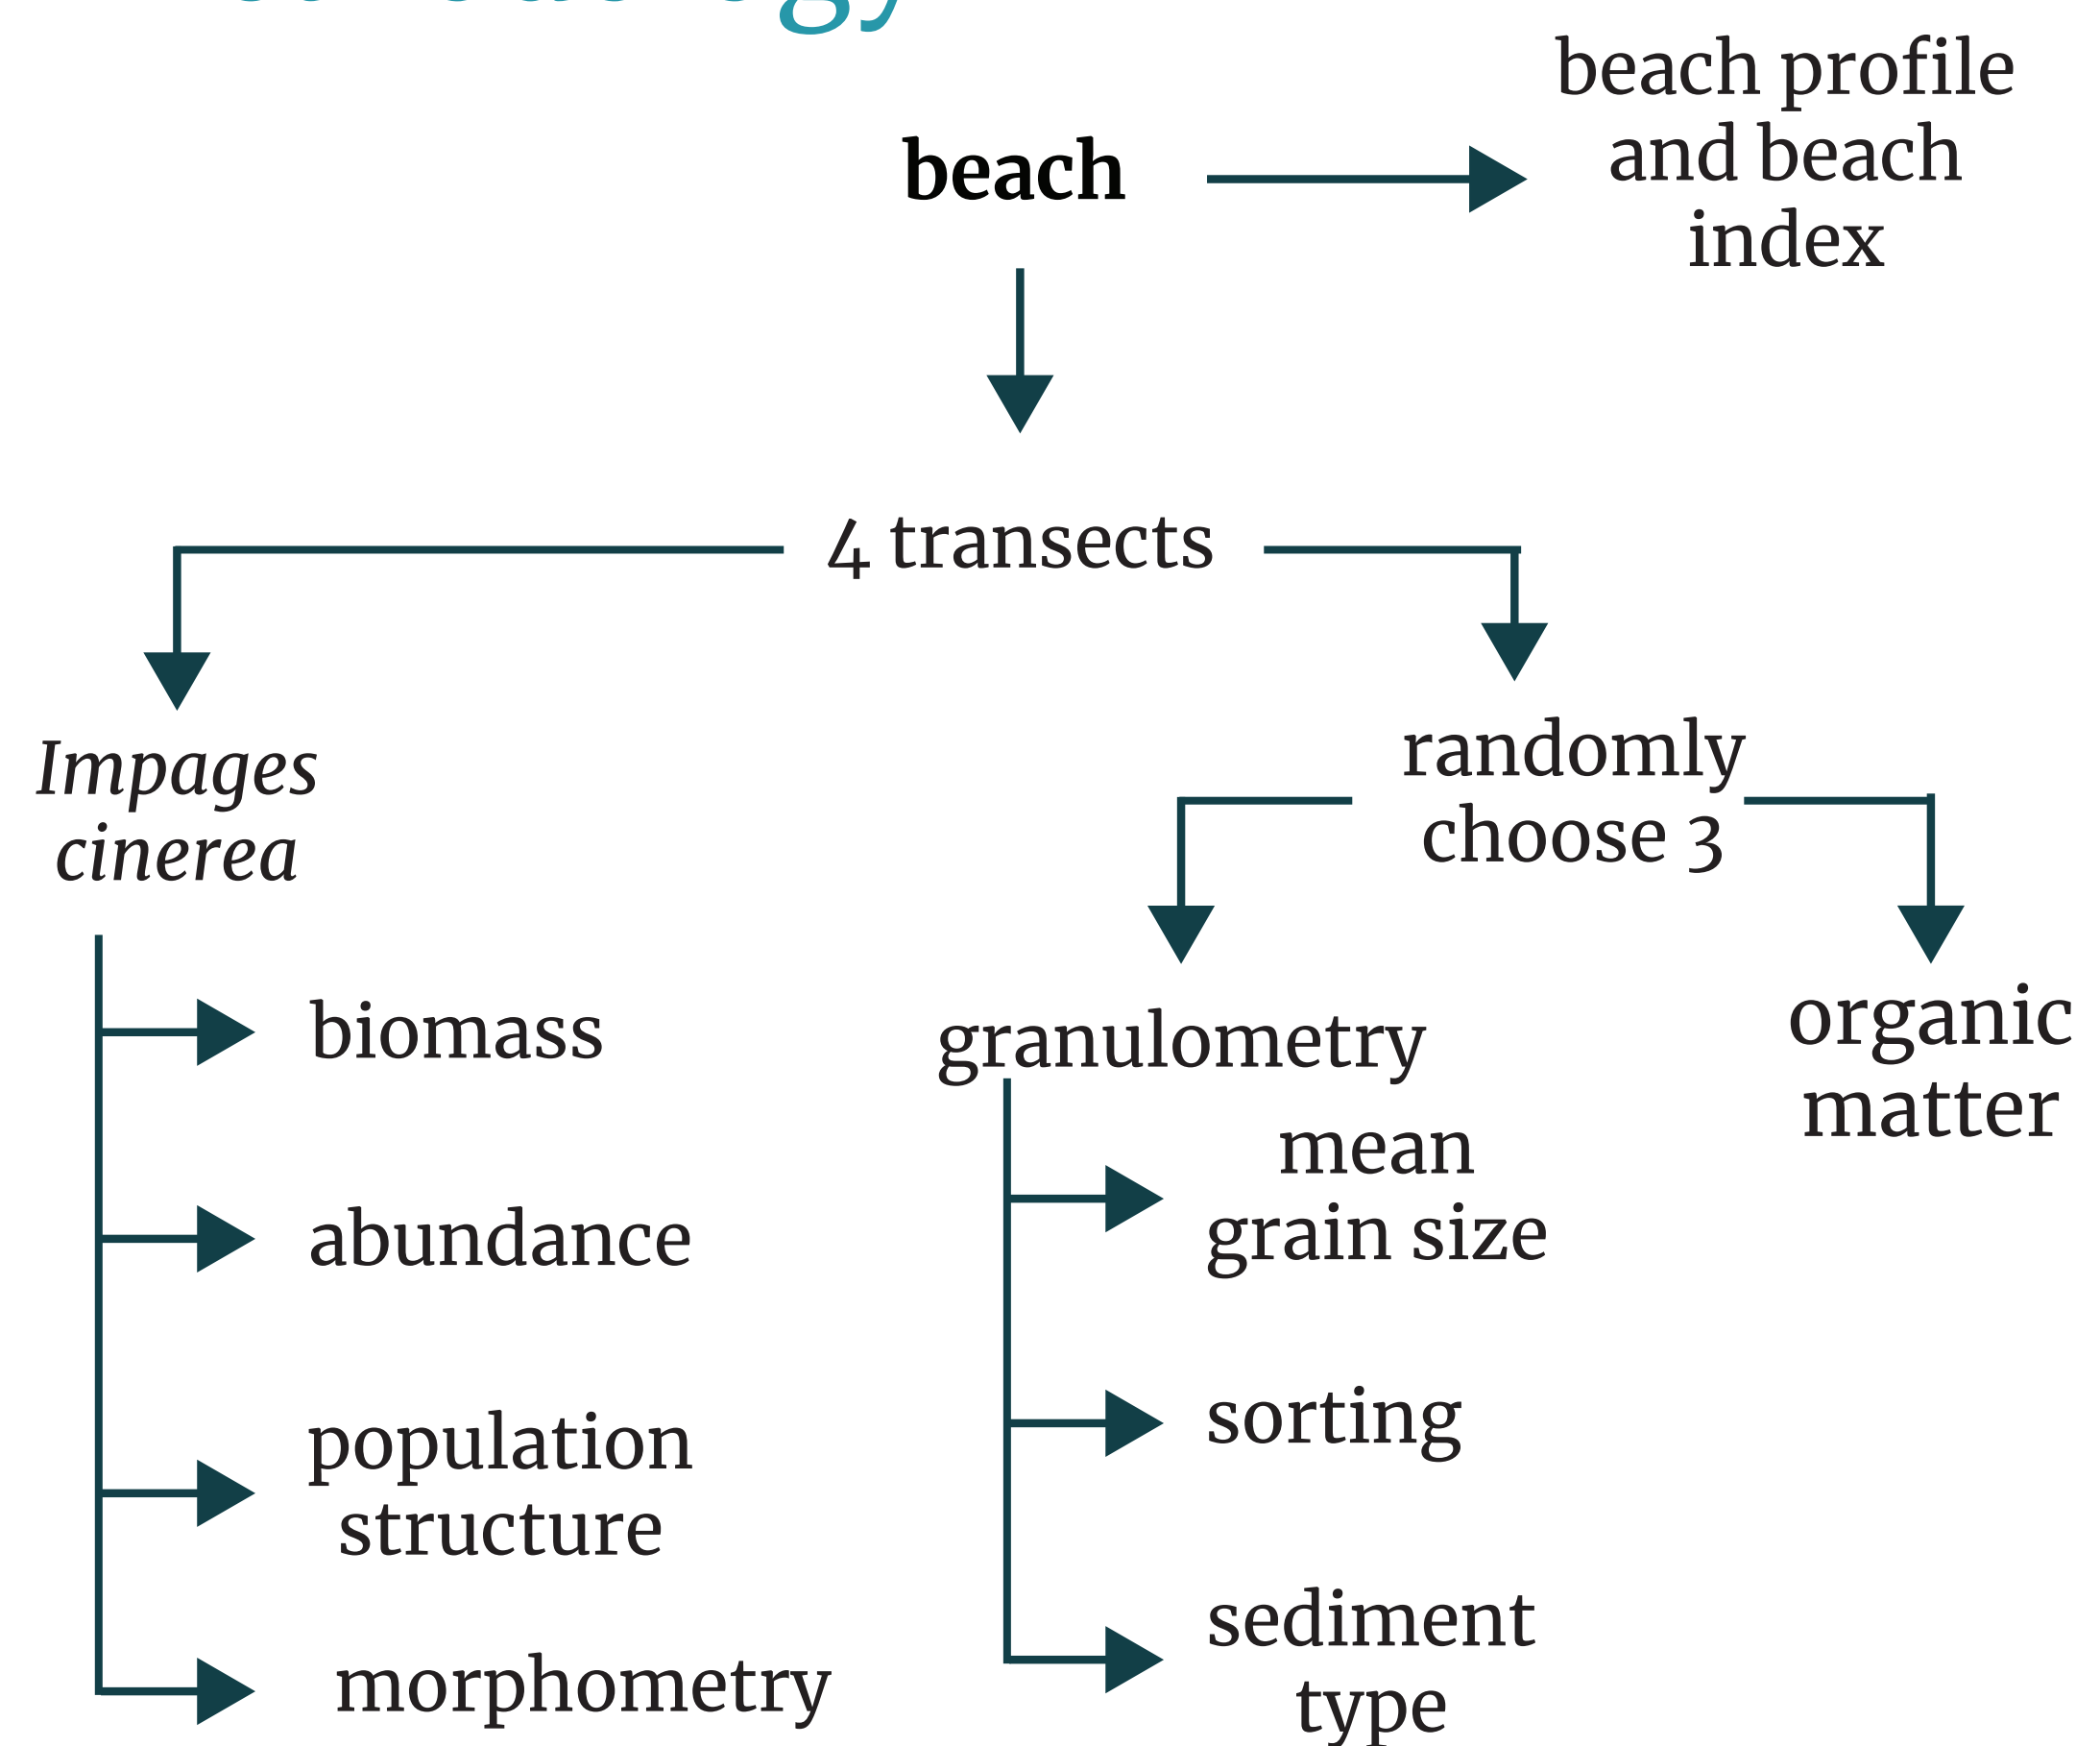 beach profile
and beach
index
beach
4 transects
Impages
cinerea
randomly
choose 3
biomass
abundance
population
structure
morphometry
granulometry
mean
grain size
sorting
sediment
type
organic
matter